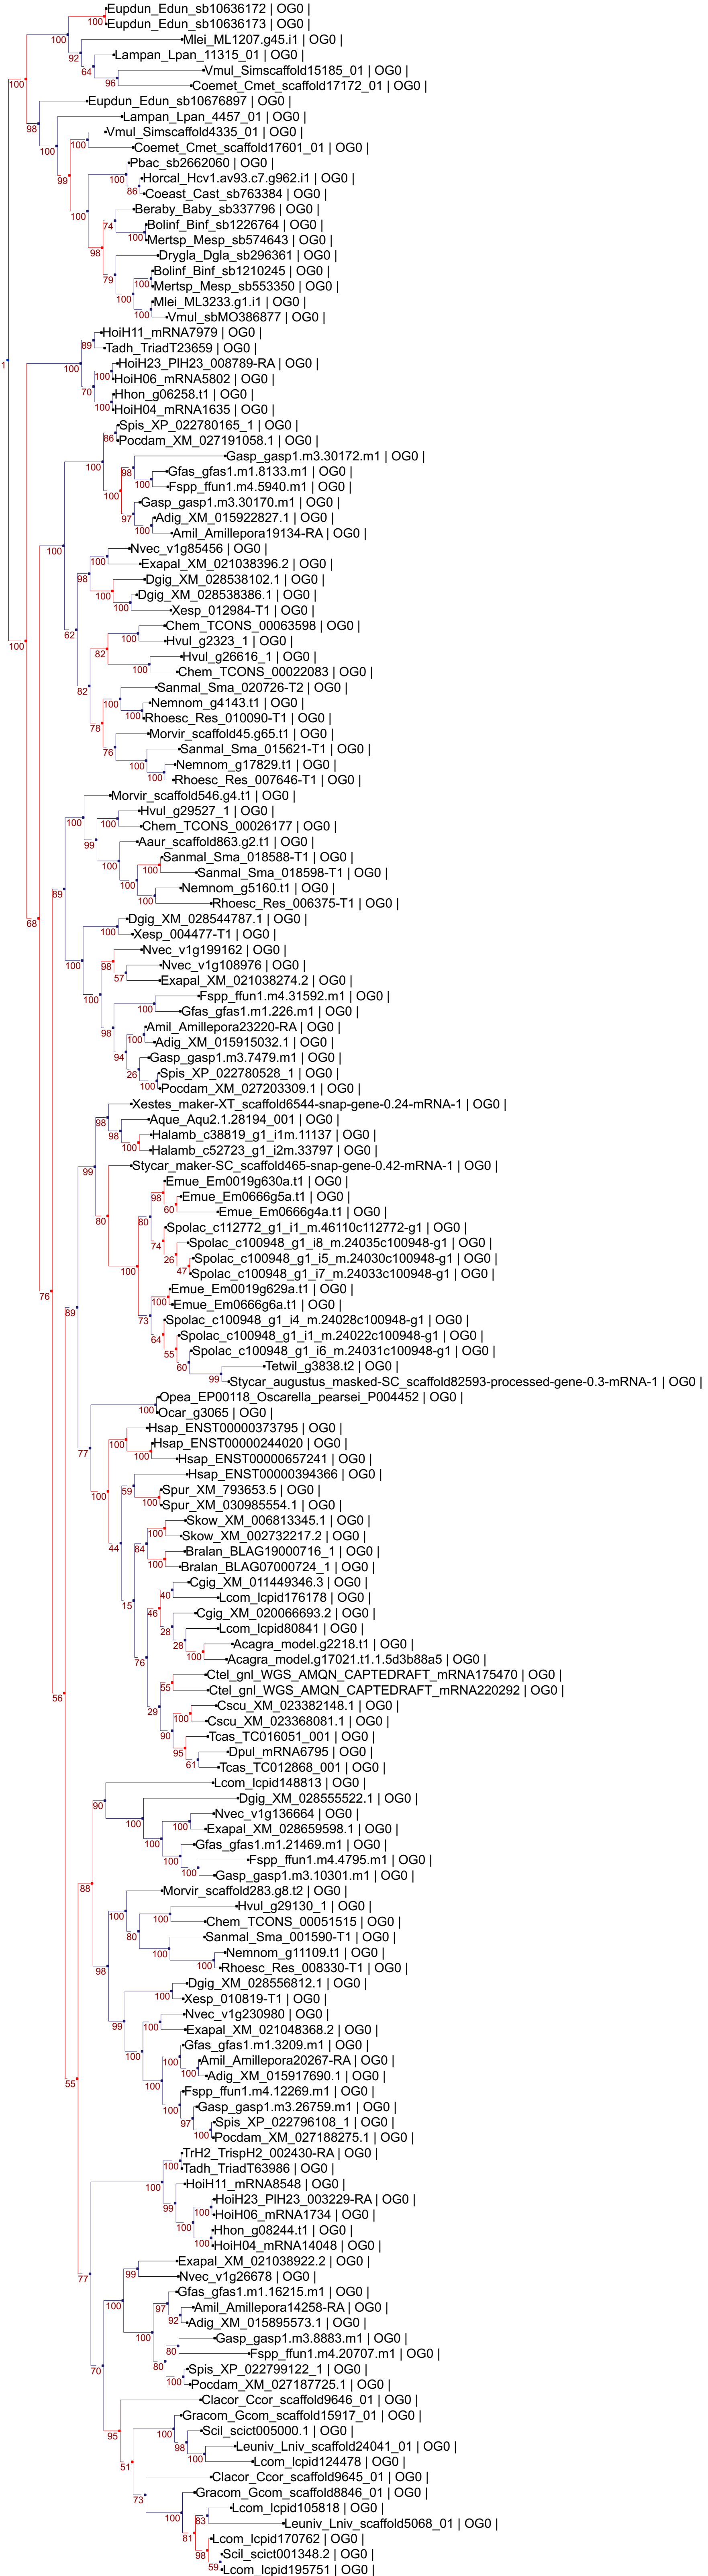 Eupdun_Edun_sb10636172 | OG0 |
Eupdun_Edun_sb10636173 | OG0 |
Mlei_ML1207.g45.i1 | OG0 |
Lampan_Lpan_11315_01 | OG0 |
Vmul_Simscaffold15185_01 | OG0 |
Coemet_Cmet_scaffold17172_01 | OG0 |
Eupdun_Edun_sb10676897 | OG0 |
Lampan_Lpan_4457_01 | OG0 |
Vmul_Simscaffold4335_01 | OG0 |
Coemet_Cmet_scaffold17601_01 | OG0 |
Pbac_sb2662060 | OG0 |
Horcal_Hcv1.av93.c7.g962.i1 | OG0 |
Coeast_Cast_sb763384 | OG0 |
Beraby_Baby_sb337796 | OG0 |
Bolinf_Binf_sb1226764 | OG0 |
Mertsp_Mesp_sb574643 | OG0 |
Drygla_Dgla_sb296361 | OG0 |
Bolinf_Binf_sb1210245 | OG0 |
Mertsp_Mesp_sb553350 | OG0 |
Mlei_ML3233.g1.i1 | OG0 |
Vmul_sbMO386877 | OG0 |
HoiH11_mRNA7979 | OG0 |
Tadh_TriadT23659 | OG0 |
HoiH23_PlH23_008789-RA | OG0 |
HoiH06_mRNA5802 | OG0 |
Hhon_g06258.t1 | OG0 |
HoiH04_mRNA1635 | OG0 |
Spis_XP_022780165_1 | OG0 |
Pocdam_XM_027191058.1 | OG0 |
Gasp_gasp1.m3.30172.m1 | OG0 |
Gfas_gfas1.m1.8133.m1 | OG0 |
Fspp_ffun1.m4.5940.m1 | OG0 |
Gasp_gasp1.m3.30170.m1 | OG0 |
Adig_XM_015922827.1 | OG0 |
Amil_Amillepora19134-RA | OG0 |
Nvec_v1g85456 | OG0 |
Exapal_XM_021038396.2 | OG0 |
Dgig_XM_028538102.1 | OG0 |
Dgig_XM_028538386.1 | OG0 |
Xesp_012984-T1 | OG0 |
Chem_TCONS_00063598 | OG0 |
Hvul_g2323_1 | OG0 |
Hvul_g26616_1 | OG0 |
Chem_TCONS_00022083 | OG0 |
Sanmal_Sma_020726-T2 | OG0 |
Nemnom_g4143.t1 | OG0 |
Rhoesc_Res_010090-T1 | OG0 |
Morvir_scaffold45.g65.t1 | OG0 |
Sanmal_Sma_015621-T1 | OG0 |
Nemnom_g17829.t1 | OG0 |
Rhoesc_Res_007646-T1 | OG0 |
Morvir_scaffold546.g4.t1 | OG0 |
Hvul_g29527_1 | OG0 |
Chem_TCONS_00026177 | OG0 |
Aaur_scaffold863.g2.t1 | OG0 |
Sanmal_Sma_018588-T1 | OG0 |
Sanmal_Sma_018598-T1 | OG0 |
Nemnom_g5160.t1 | OG0 |
Rhoesc_Res_006375-T1 | OG0 |
Dgig_XM_028544787.1 | OG0 |
Xesp_004477-T1 | OG0 |
Nvec_v1g199162 | OG0 |
Nvec_v1g108976 | OG0 |
Exapal_XM_021038274.2 | OG0 |
Fspp_ffun1.m4.31592.m1 | OG0 |
Gfas_gfas1.m1.226.m1 | OG0 |
Amil_Amillepora23220-RA | OG0 |
Adig_XM_015915032.1 | OG0 |
Gasp_gasp1.m3.7479.m1 | OG0 |
Spis_XP_022780528_1 | OG0 |
Pocdam_XM_027203309.1 | OG0 |
Xestes_maker-XT_scaffold6544-snap-gene-0.24-mRNA-1 | OG0 |
Aque_Aqu2.1.28194_001 | OG0 |
Halamb_c38819_g1_i1m.11137 | OG0 |
Halamb_c52723_g1_i2m.33797 | OG0 |
Stycar_maker-SC_scaffold465-snap-gene-0.42-mRNA-1 | OG0 |
Emue_Em0019g630a.t1 | OG0 |
Emue_Em0666g5a.t1 | OG0 |
Emue_Em0666g4a.t1 | OG0 |
Spolac_c112772_g1_i1_m.46110c112772-g1 | OG0 |
Spolac_c100948_g1_i8_m.24035c100948-g1 | OG0 |
Spolac_c100948_g1_i5_m.24030c100948-g1 | OG0 |
Spolac_c100948_g1_i7_m.24033c100948-g1 | OG0 |
Emue_Em0019g629a.t1 | OG0 |
Emue_Em0666g6a.t1 | OG0 |
Spolac_c100948_g1_i4_m.24028c100948-g1 | OG0 |
Spolac_c100948_g1_i1_m.24022c100948-g1 | OG0 |
Spolac_c100948_g1_i6_m.24031c100948-g1 | OG0 |
Tetwil_g3838.t2 | OG0 |
Stycar_augustus_masked-SC_scaffold82593-processed-gene-0.3-mRNA-1 | OG0 |
Opea_EP00118_Oscarella_pearsei_P004452 | OG0 |
Ocar_g3065 | OG0 |
Hsap_ENST00000373795 | OG0 |
Hsap_ENST00000244020 | OG0 |
Hsap_ENST00000657241 | OG0 |
Hsap_ENST00000394366 | OG0 |
Spur_XM_793653.5 | OG0 |
Spur_XM_030985554.1 | OG0 |
Skow_XM_006813345.1 | OG0 |
Skow_XM_002732217.2 | OG0 |
Bralan_BLAG19000716_1 | OG0 |
Bralan_BLAG07000724_1 | OG0 |
Cgig_XM_011449346.3 | OG0 |
Lcom_lcpid176178 | OG0 |
Cgig_XM_020066693.2 | OG0 |
Lcom_lcpid80841 | OG0 |
Acagra_model.g2218.t1 | OG0 |
Acagra_model.g17021.t1.1.5d3b88a5 | OG0 |
Ctel_gnl_WGS_AMQN_CAPTEDRAFT_mRNA175470 | OG0 |
Ctel_gnl_WGS_AMQN_CAPTEDRAFT_mRNA220292 | OG0 |
Cscu_XM_023382148.1 | OG0 |
Cscu_XM_023368081.1 | OG0 |
Tcas_TC016051_001 | OG0 |
Dpul_mRNA6795 | OG0 |
Tcas_TC012868_001 | OG0 |
Lcom_lcpid148813 | OG0 |
Dgig_XM_028555522.1 | OG0 |
Nvec_v1g136664 | OG0 |
Exapal_XM_028659598.1 | OG0 |
Gfas_gfas1.m1.21469.m1 | OG0 |
Fspp_ffun1.m4.4795.m1 | OG0 |
Gasp_gasp1.m3.10301.m1 | OG0 |
Morvir_scaffold283.g8.t2 | OG0 |
Hvul_g29130_1 | OG0 |
Chem_TCONS_00051515 | OG0 |
Sanmal_Sma_001590-T1 | OG0 |
Nemnom_g11109.t1 | OG0 |
Rhoesc_Res_008330-T1 | OG0 |
Dgig_XM_028556812.1 | OG0 |
Xesp_010819-T1 | OG0 |
Nvec_v1g230980 | OG0 |
Exapal_XM_021048368.2 | OG0 |
Gfas_gfas1.m1.3209.m1 | OG0 |
Amil_Amillepora20267-RA | OG0 |
Adig_XM_015917690.1 | OG0 |
Fspp_ffun1.m4.12269.m1 | OG0 |
Gasp_gasp1.m3.26759.m1 | OG0 |
Spis_XP_022796108_1 | OG0 |
Pocdam_XM_027188275.1 | OG0 |
TrH2_TrispH2_002430-RA | OG0 |
Tadh_TriadT63986 | OG0 |
HoiH11_mRNA8548 | OG0 |
HoiH23_PlH23_003229-RA | OG0 |
HoiH06_mRNA1734 | OG0 |
Hhon_g08244.t1 | OG0 |
HoiH04_mRNA14048 | OG0 |
Exapal_XM_021038922.2 | OG0 |
Nvec_v1g26678 | OG0 |
Gfas_gfas1.m1.16215.m1 | OG0 |
Amil_Amillepora14258-RA | OG0 |
Adig_XM_015895573.1 | OG0 |
Gasp_gasp1.m3.8883.m1 | OG0 |
Fspp_ffun1.m4.20707.m1 | OG0 |
Spis_XP_022799122_1 | OG0 |
Pocdam_XM_027187725.1 | OG0 |
Clacor_Ccor_scaffold9646_01 | OG0 |
Gracom_Gcom_scaffold15917_01 | OG0 |
Scil_scict005000.1 | OG0 |
Leuniv_Lniv_scaffold24041_01 | OG0 |
Lcom_lcpid124478 | OG0 |
Clacor_Ccor_scaffold9645_01 | OG0 |
Gracom_Gcom_scaffold8846_01 | OG0 |
Lcom_lcpid105818 | OG0 |
Leuniv_Lniv_scaffold5068_01 | OG0 |
Lcom_lcpid170762 | OG0 |
Scil_scict001348.2 | OG0 |
Lcom_lcpid195751 | OG0 |